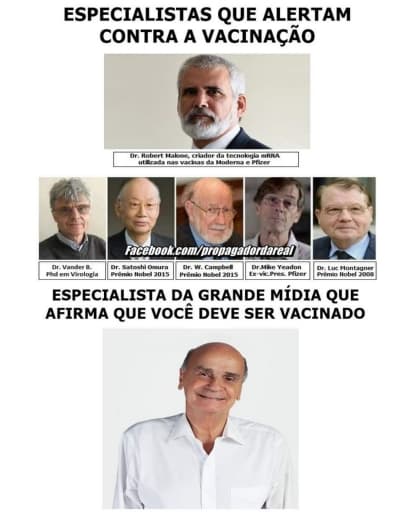 ESPECIALISTAS QUE ALERTAM
CONTRA A VACINAÇÃO
Dr. Robert Malone, criador da tecnologia mRNA
utilizada nas vacinas da Moderna e Pfizer
Facebook.com/propagadordareal
Dr. Vander B.
Phd em Virologia
Dr. Satoshi Omura
Prêmio Nobel 2015
Dr. W. Campbell
Prêmio Nobel 2015
Dr.Mike Yeadon
Ex-vic.Pres. Pfizer
Dr. Luc Montagner
Prêmio Nobel 2008
ESPECIALISTA DA GRANDE MÍDIA QUE
AFIRMA QUE VOCÊ DEVE SER VACINADO